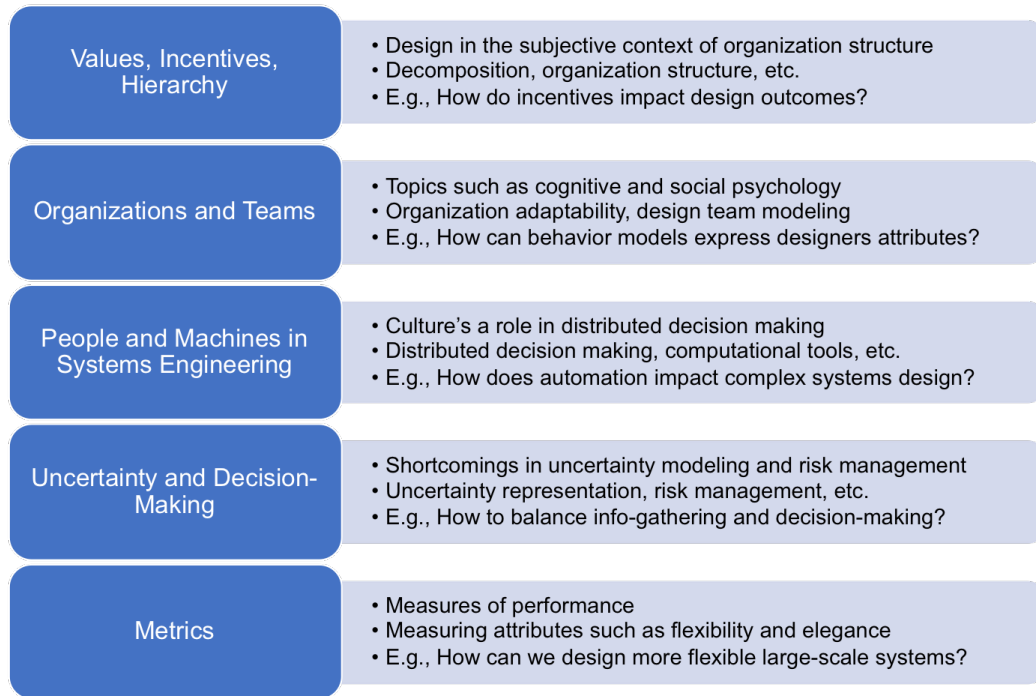 Values, Incentives,
Hierarchy
• Design in the subjective context of organization structure
• Decomposition, organization structure, etc.
• E.g., How do incentives impact design outcomes?
Organizations and Teams
• Topics such as cognitive and social psychology
• Organization adaptability, design team modeling
• E.g., How can behavior models express designers attributes?
People and Machines in
Systems Engineering
• Culture's a role in distributed decision making
• Distributed decision making, computational tools, etc.
• E.g., How does automation impact complex systems design?
Uncertainty and Decision-
Making
• Shortcomings in uncertainty modeling and risk management
• Uncertainty representation, risk management, etc.
• E.g., How to balance info-gathering and decision-making?
Metrics
• Measures of performance
• Measuring attributes such as flexibility and elegance
• E.g., How can we design more flexible large-scale systems?